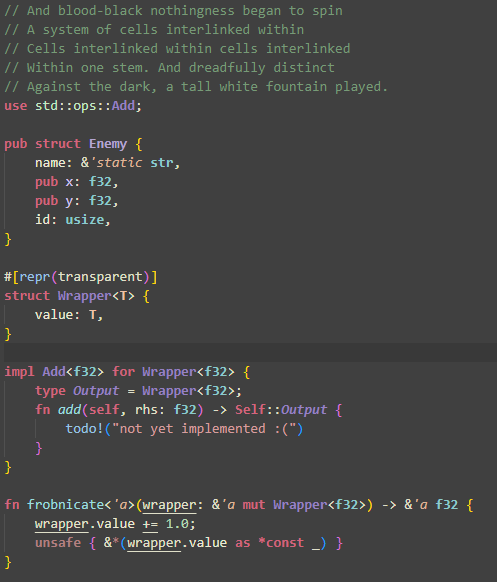 // And blood-black nothingness began to spin
// A system of cells interlinked within
// Cells interlinked within cells interlinked
// Within one stem. And dreadfully distinct
// Against the dark, a tall white fountain played.
use std::ops::Add;

pub struct Enemy {
    name: &'static str,
    pub x: f32,
    pub y: f32,
    id: usize,
}

#[repr(transparent)]
struct Wrapper<T> {
    value: T,
}

impl Add<f32> for Wrapper<f32> {
    type Output = Wrapper<f32>;
    fn add(self, rhs: f32) -> Self::Output {
        todo!("not yet implemented :(")
    }
}

fn frobnicate<'a>(wrapper: &'a mut Wrapper<f32>) -> &'a f32 {
    wrapper.value += 1.0;
    unsafe { &*(wrapper.value as *const _) }
}